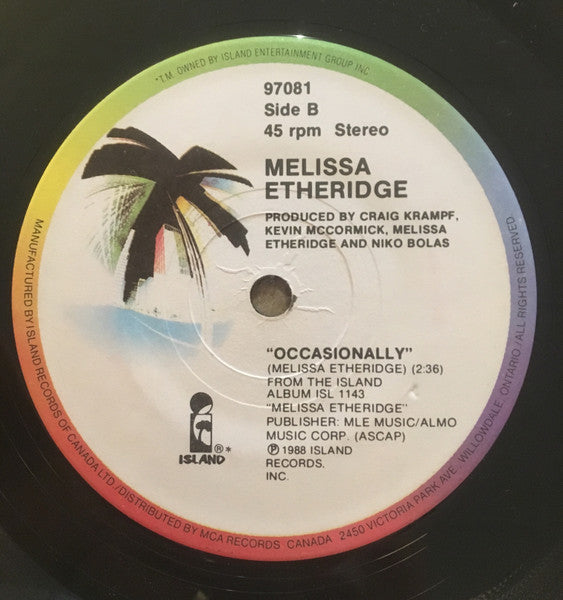 *T.M. OWNED BY ISLAND ENTERTAINMENT GROUP INC.
97081
Side B
45 rpm Stereo
MELISSA
ETHERIDGE
PRODUCED BY CRAIG KRAMPF,
KEVIN MCCORMICK, MELISSA
ETHERIDGE AND NIKO BOLAS
"OCCASIONALLY"
(MELISSA ETHERIDGE) (2:36)
FROM THE ISLAND
ALBUM ISL 1143
"MELISSA ETHERIDGE"
PUBLISHER: MLE MUSIC/ALMO
MUSIC CORP. (ASCAP)
℗ 1988 ISLAND
RECORDS.
INC.
®*
ISLAND
MANUFACTURED BY ISLAND RECORDS OF CANADA LTD./DISTRIBUTED BY MCA RECORDS CANADA 2450 VICTORIA PARK AVE. WILLOWDALE, ONTARIO/ALL RIGHTS RESERVED.